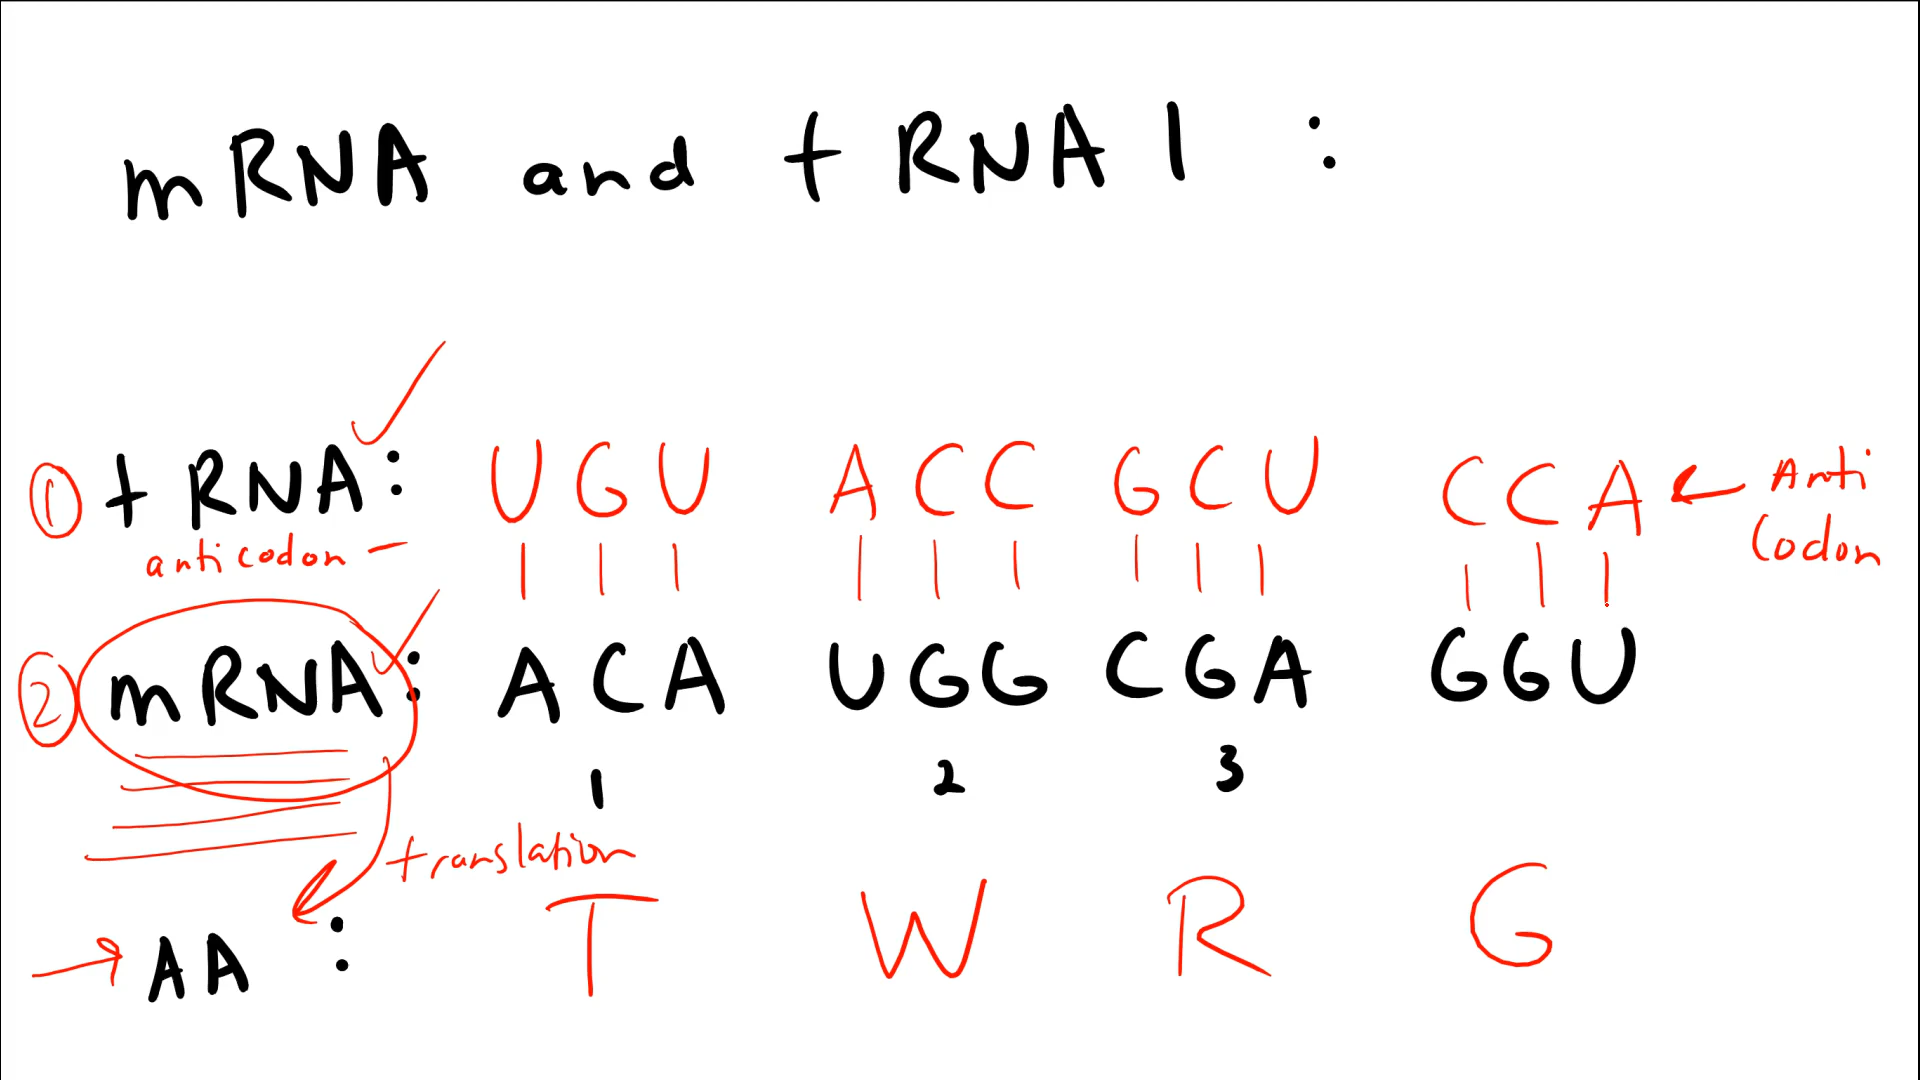 mRNA and tRNA 1 :
① tRNA: UGU ACC GCU CCA ← Anti Codon
anticodon –
② mRNA: ACA UGG CGA GGU
1 2 3
translation
→ AA : T W R G